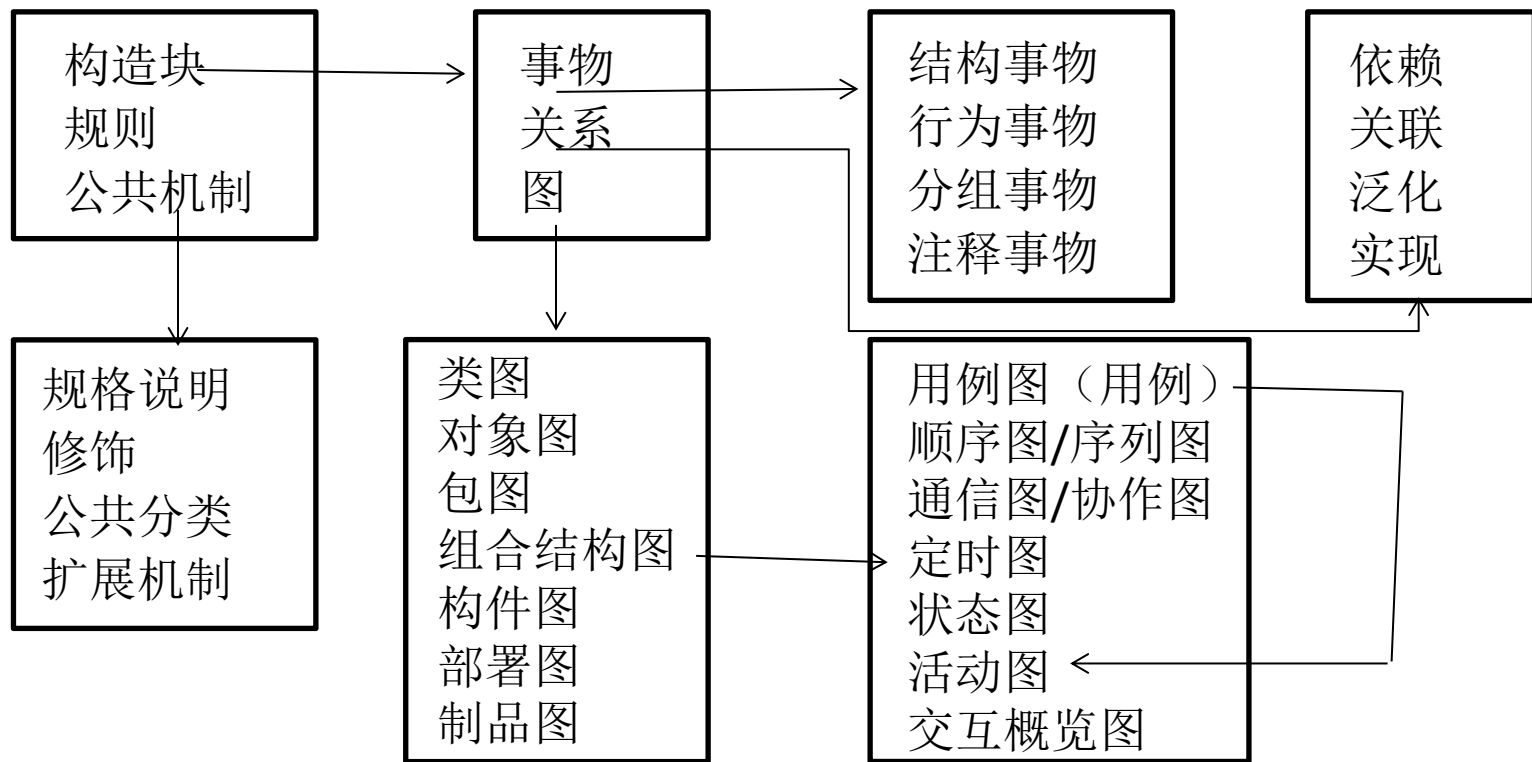 构造块
规则
公共机制
事物
关系
图
结构事物
行为事物
分组事物
注释事物
依赖
关联
泛化
实现
规格说明
修饰
公共分类
扩展机制
类图
对象图
包图
组合结构图
构件图
部署图
制品图
用例图（用例）
顺序图/序列图
通信图/协作图
定时图
状态图
活动图
交互概览图